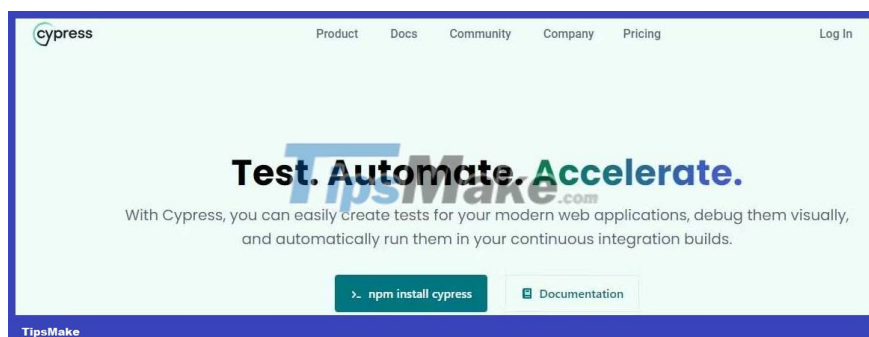 cypress Product Docs Community Company Pricing Log In
Test. Automate. Accelerate.
TipsMake.com
With Cypress, you can easily create tests for your modern web applications, debug them visually,
and automatically run them in your continuous integration builds.
>_ npm install cypress Documentation
TipsMake